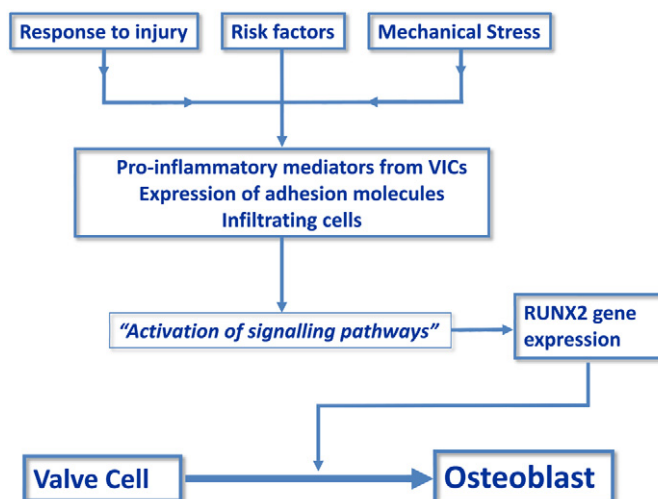 Response to injury
Risk factors
Mechanical Stress
Pro-inflammatory mediators from VICs
Expression of adhesion molecules
Infiltrating cells
“Activation of signalling pathways”
RUNX2 gene
expression
Valve Cell
Osteoblast